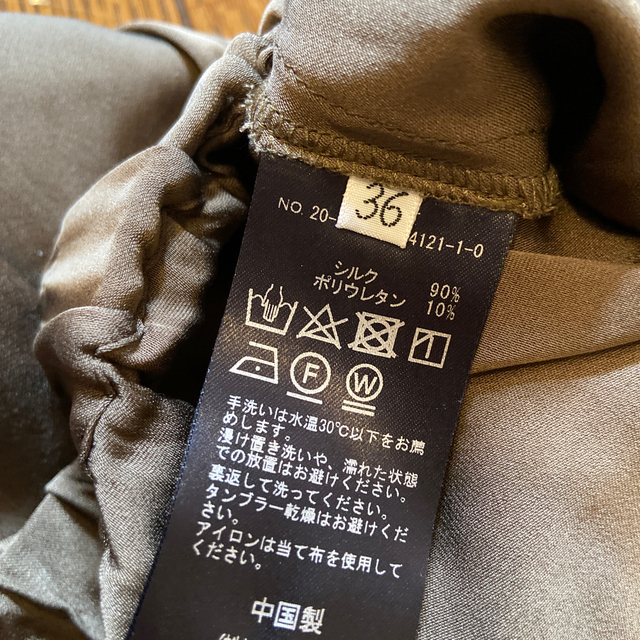 36
NO. 20-
4121-1-0
シルク 90%
ポリウレタン 10%
F W
手洗いは水温30℃以下をお薦
めします。
浸け置き洗いや、濡れた状態
での放置はお避けください。
裏返して洗ってください。
タンブラー乾燥はお避けくだ
さい。
アイロンは当て布を使用して
ください。
中国製